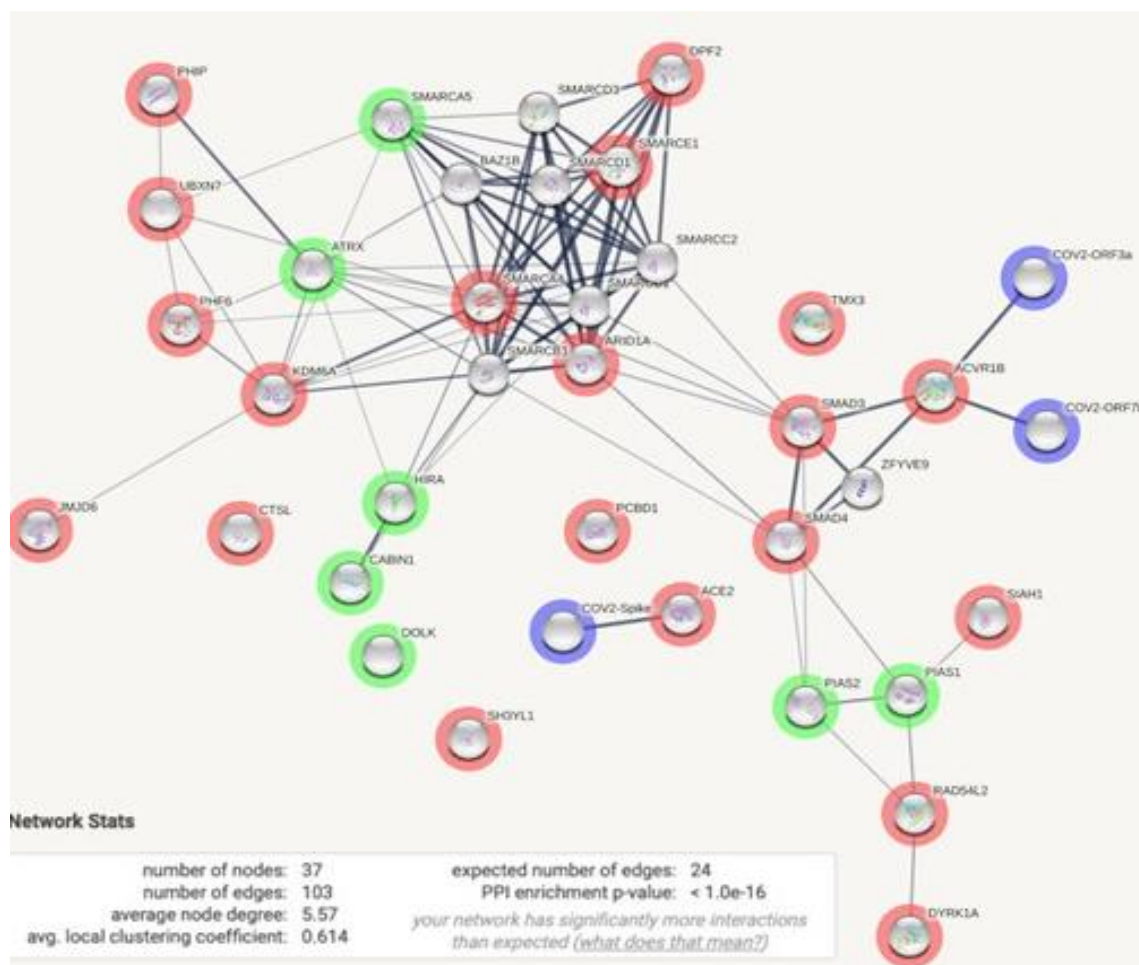 DPF2
PHIP
SMARCA5
SMARCD3
SMARCE1
BAZ1B
SMARCD1
UBXN7
ATRX
SMARCC2
COV2-ORF3a
SMARCA4
TMX3
PHF6
SMARCB1
ARID1A
KDM6A
ACVR1B
SMAD3
ZFYVE9
HIRA
JMJD6
CTSL
PCBD1
SMAD4
CABIN1
COV2-Spike
ACE2
SIAH1
DOLK
PIAS2
PIAS1
SH3YL1
RAD54L2
Network Stats
number of nodes: 37
number of edges: 103
average node degree: 5.57
avg. local clustering coefficient: 0.614
expected number of edges: 24
PPI enrichment p-value: < 1.0e-16
your network has significantly more interactions
than expected (what does that mean?)
DYRK1A